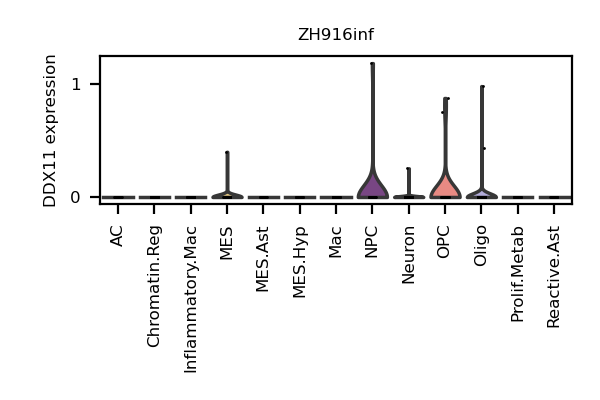 ZH916inf
DDX11 expression
1
0
AC
Chromatin.Reg
Inflammatory.Mac
MES
MES.Ast
MES.Hyp
Mac
NPC
Neuron
OPC
Oligo
Prolif.Metab
Reactive.Ast